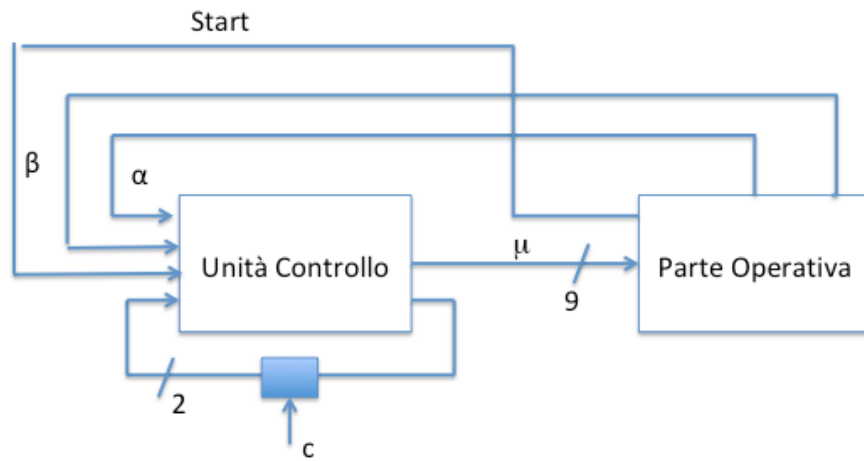 Start
β
α
Unità Controllo
μ
9
Parte Operativa
2
c